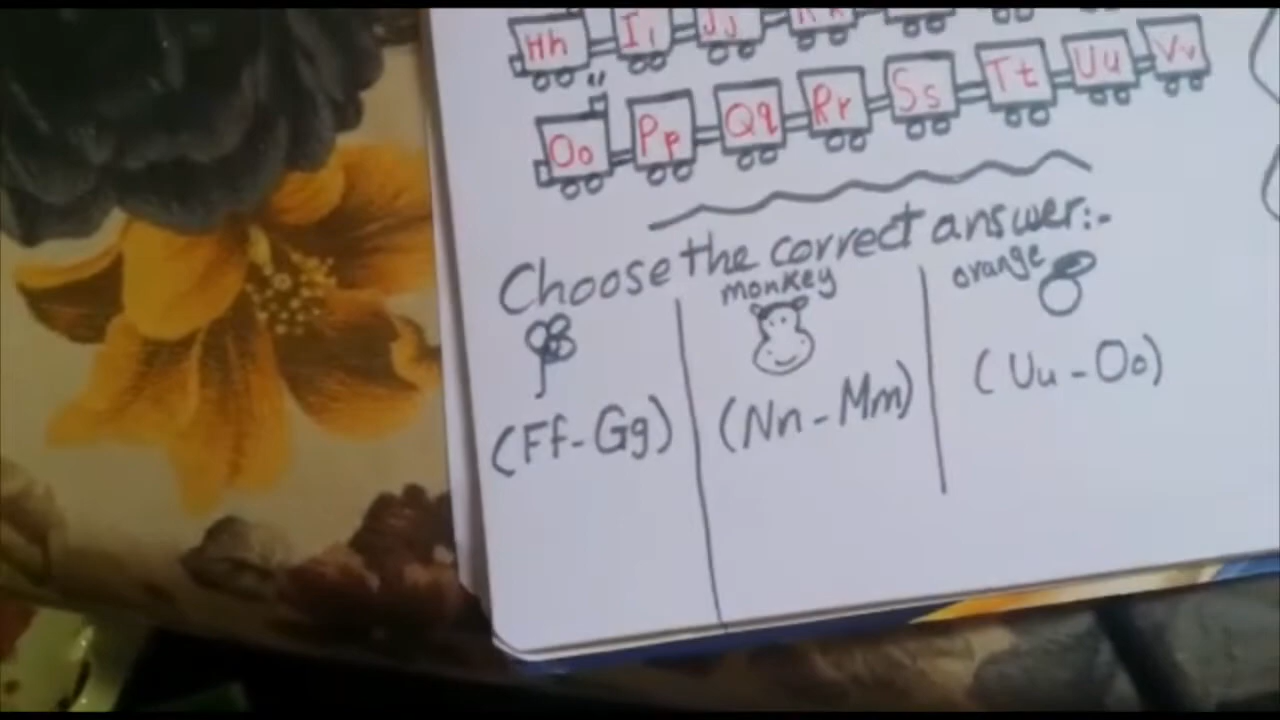 Hh Ii Jj Kk
Oo Pp Qq Rr Ss Tt Uu Vv
Choose the correct answer:-
monkey orange
(Ff-Gg) (Nn-Mm) (Uu-Oo)